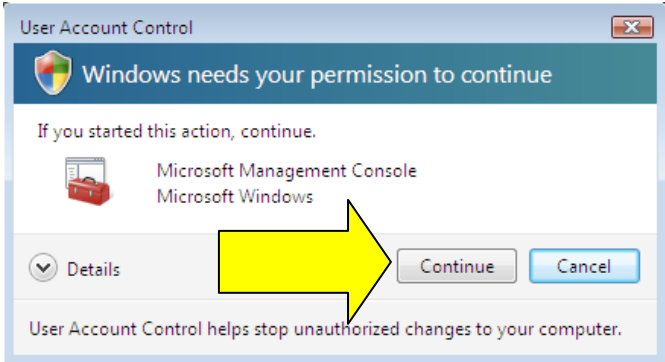 User Account Control
Windows needs your permission to continue
If you started this action, continue.
Microsoft Management Console
Microsoft Windows
Details
Continue
Cancel
User Account Control helps stop unauthorized changes to your computer.